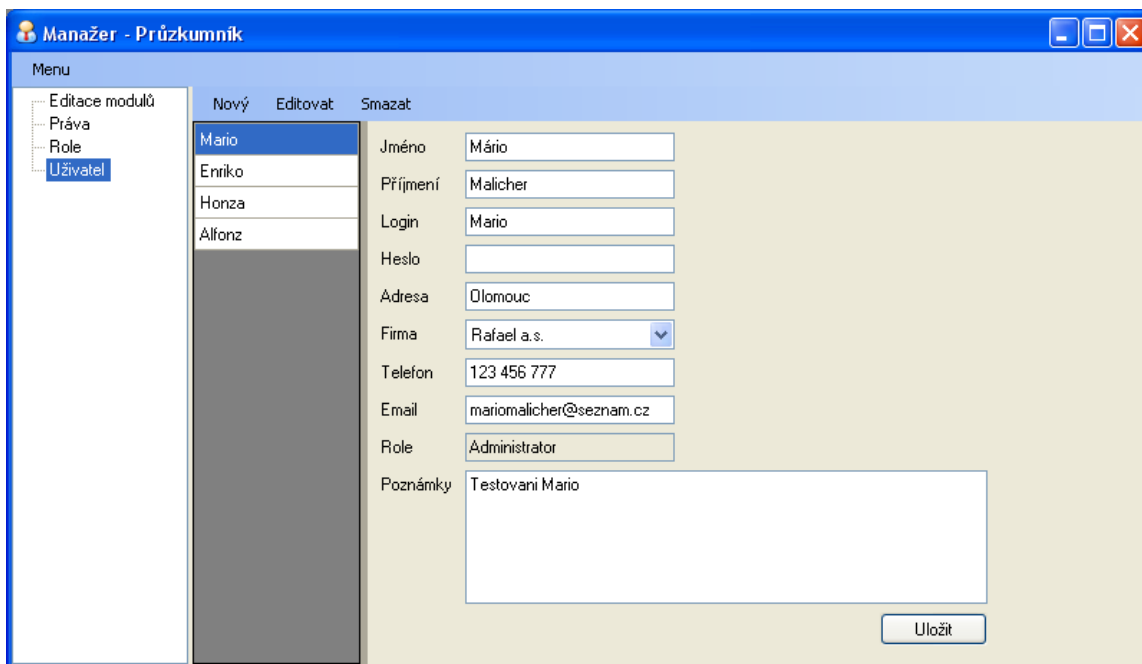 Manažer - Průzkumník
Menu
Editace modulů
Práva
Role
Uživatel
Nový Editovat Smazat
Mario
Enriko
Honza
Alfonz
Jméno Mário
Příjmení Malicher
Login Mario
Heslo
Adresa Olomouc
Firma Rafael a.s.
Telefon 123 456 777
Email mariomalicher@seznam.cz
Role Administrator
Poznámky Testovani Mario
Uložit